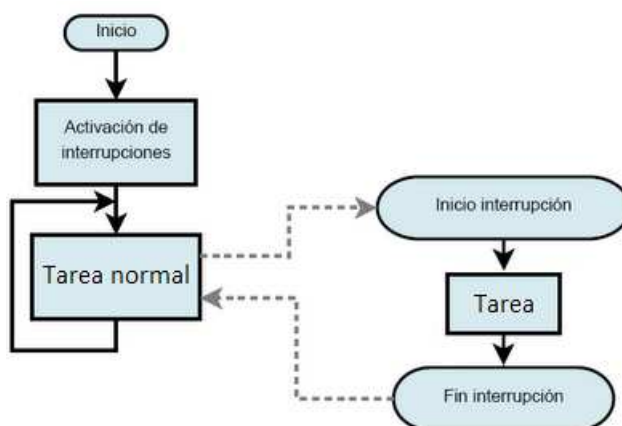 Inicio
Activación de
interrupciones
Tarea normal
Inicio interrupción
Tarea
Fin interrupción